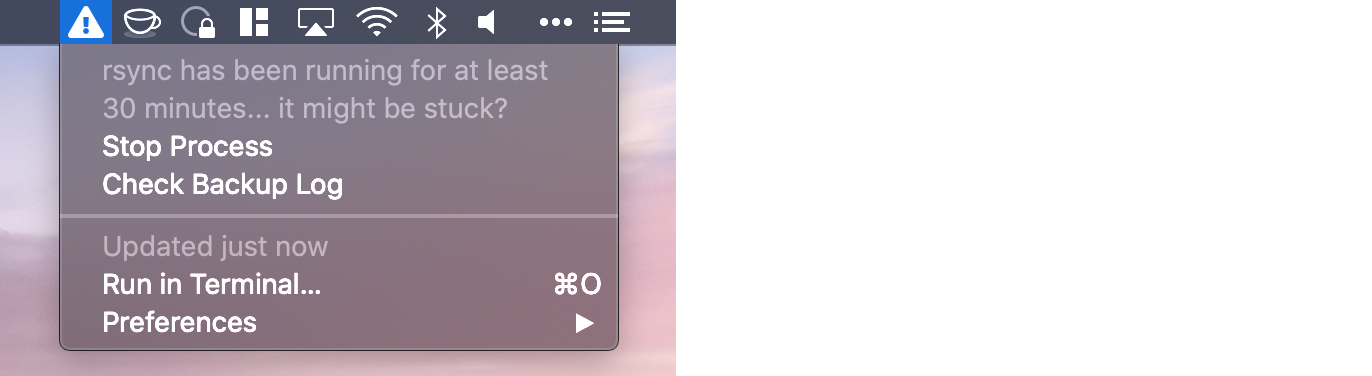 rsync has been running for at least
30 minutes... it might be stuck?
Stop Process
Check Backup Log
Updated just now
Run in Terminal... ⌘O
Preferences